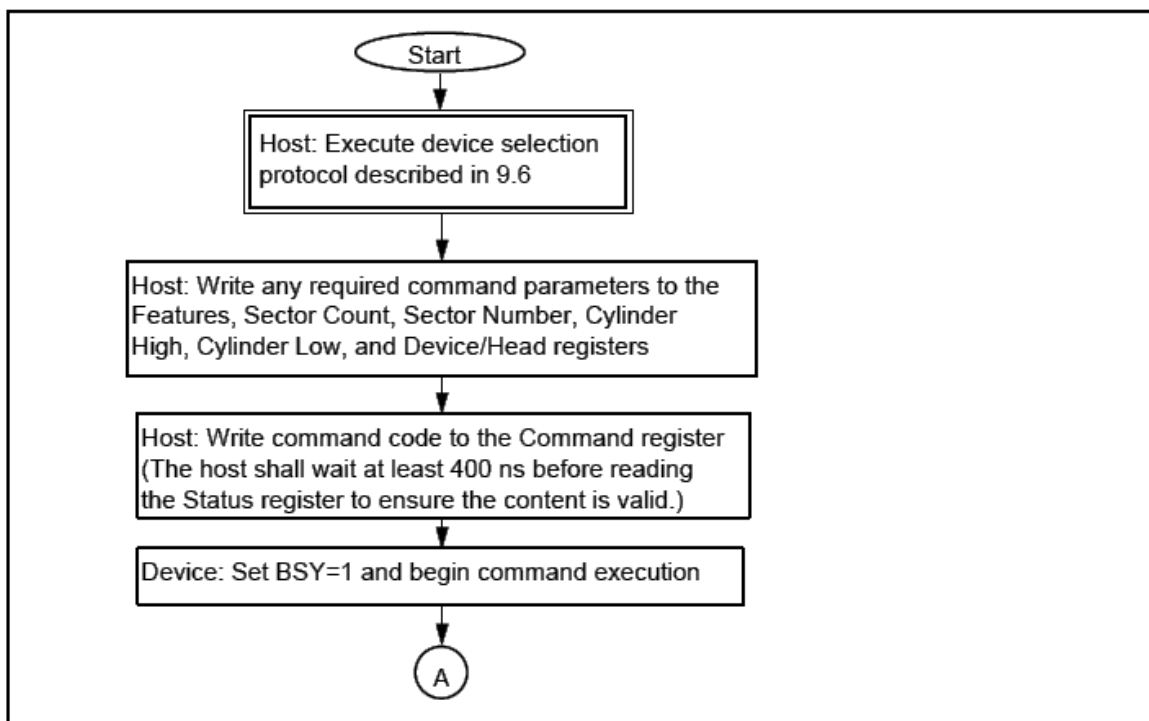 Start
Host: Execute device selection
protocol described in 9.6
Host: Write any required command parameters to the
Features, Sector Count, Sector Number, Cylinder
High, Cylinder Low, and Device/Head registers
Host: Write command code to the Command register
(The host shall wait at least 400 ns before reading
the Status register to ensure the content is valid.)
Device: Set BSY=1 and begin command execution
A